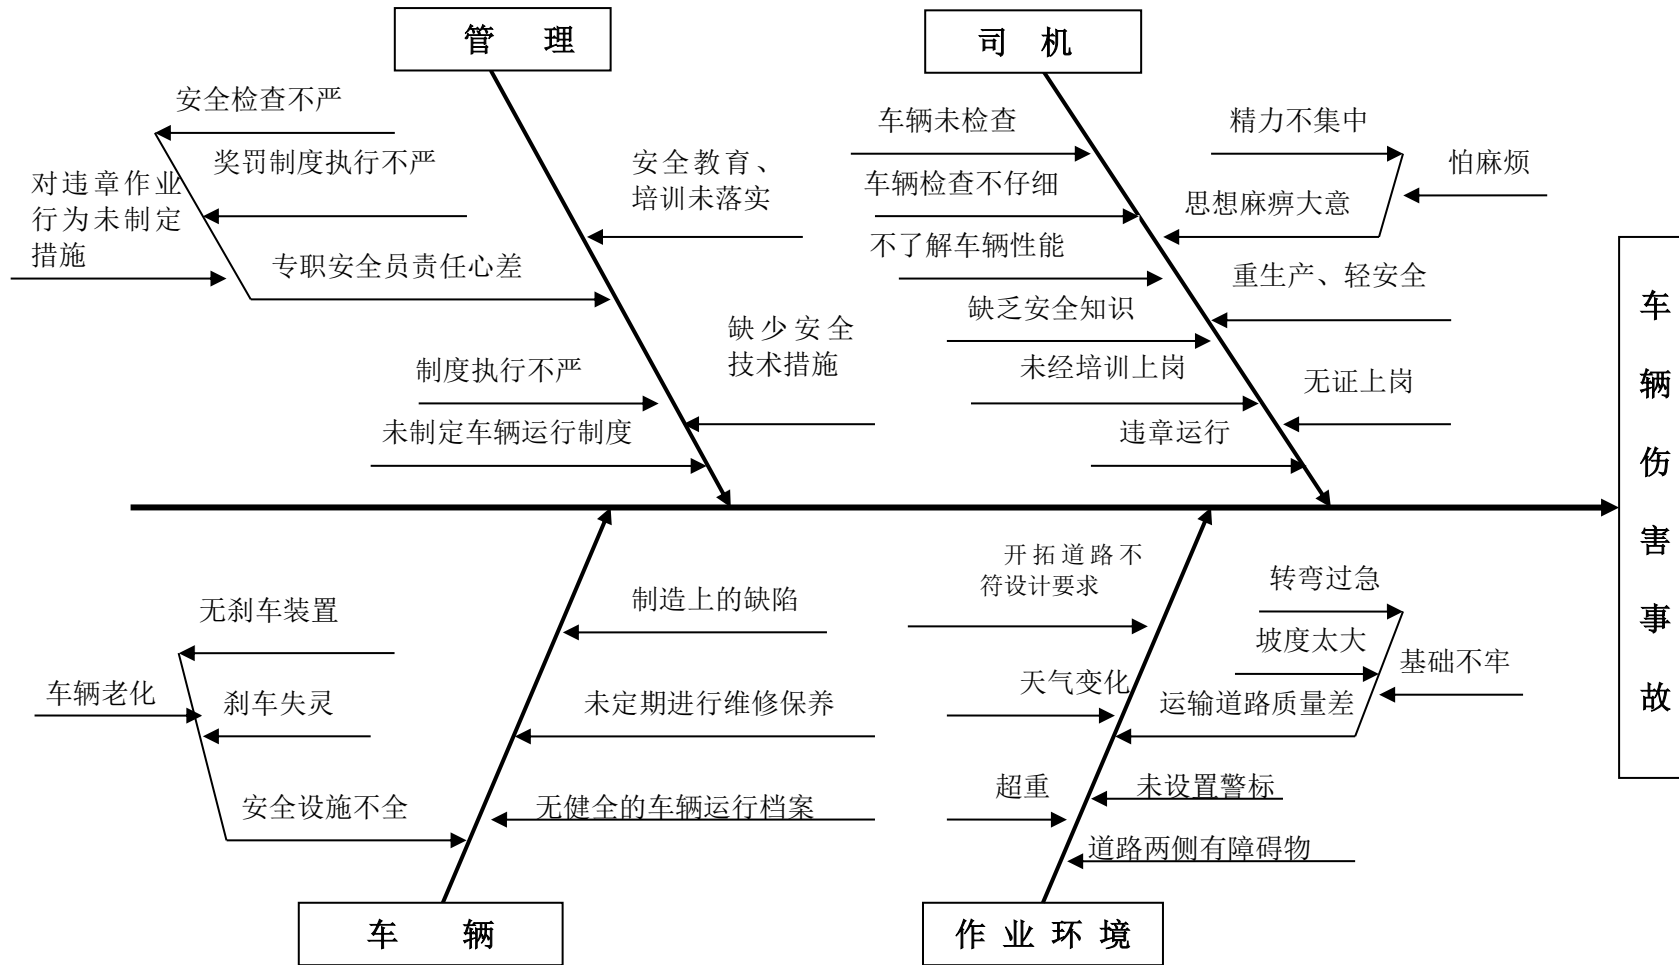 管 理
安全检查不严
奖罚制度执行不严
对违章作业
行为未制定
措施
专职安全员责任心差
安全教育、
培训未落实
缺少安全
技术措施
制度执行不严
未制定车辆运行制度
司 机
车辆未检查
车辆检查不仔细
不了解车辆性能
缺乏安全知识
未经培训上岗
违章运行
精力不集中
怕麻烦
思想麻痹大意
重生产、轻安全
无证上岗
车辆伤害事故
无刹车装置
车辆老化
刹车失灵
安全设施不全
制造上的缺陷
未定期进行维修保养
无健全的车辆运行档案
车 辆
开拓道路不
符设计要求
天气变化
超重
转弯过急
坡度太大
基础不牢
运输道路质量差
未设置警标
道路两侧有障碍物
作业环境